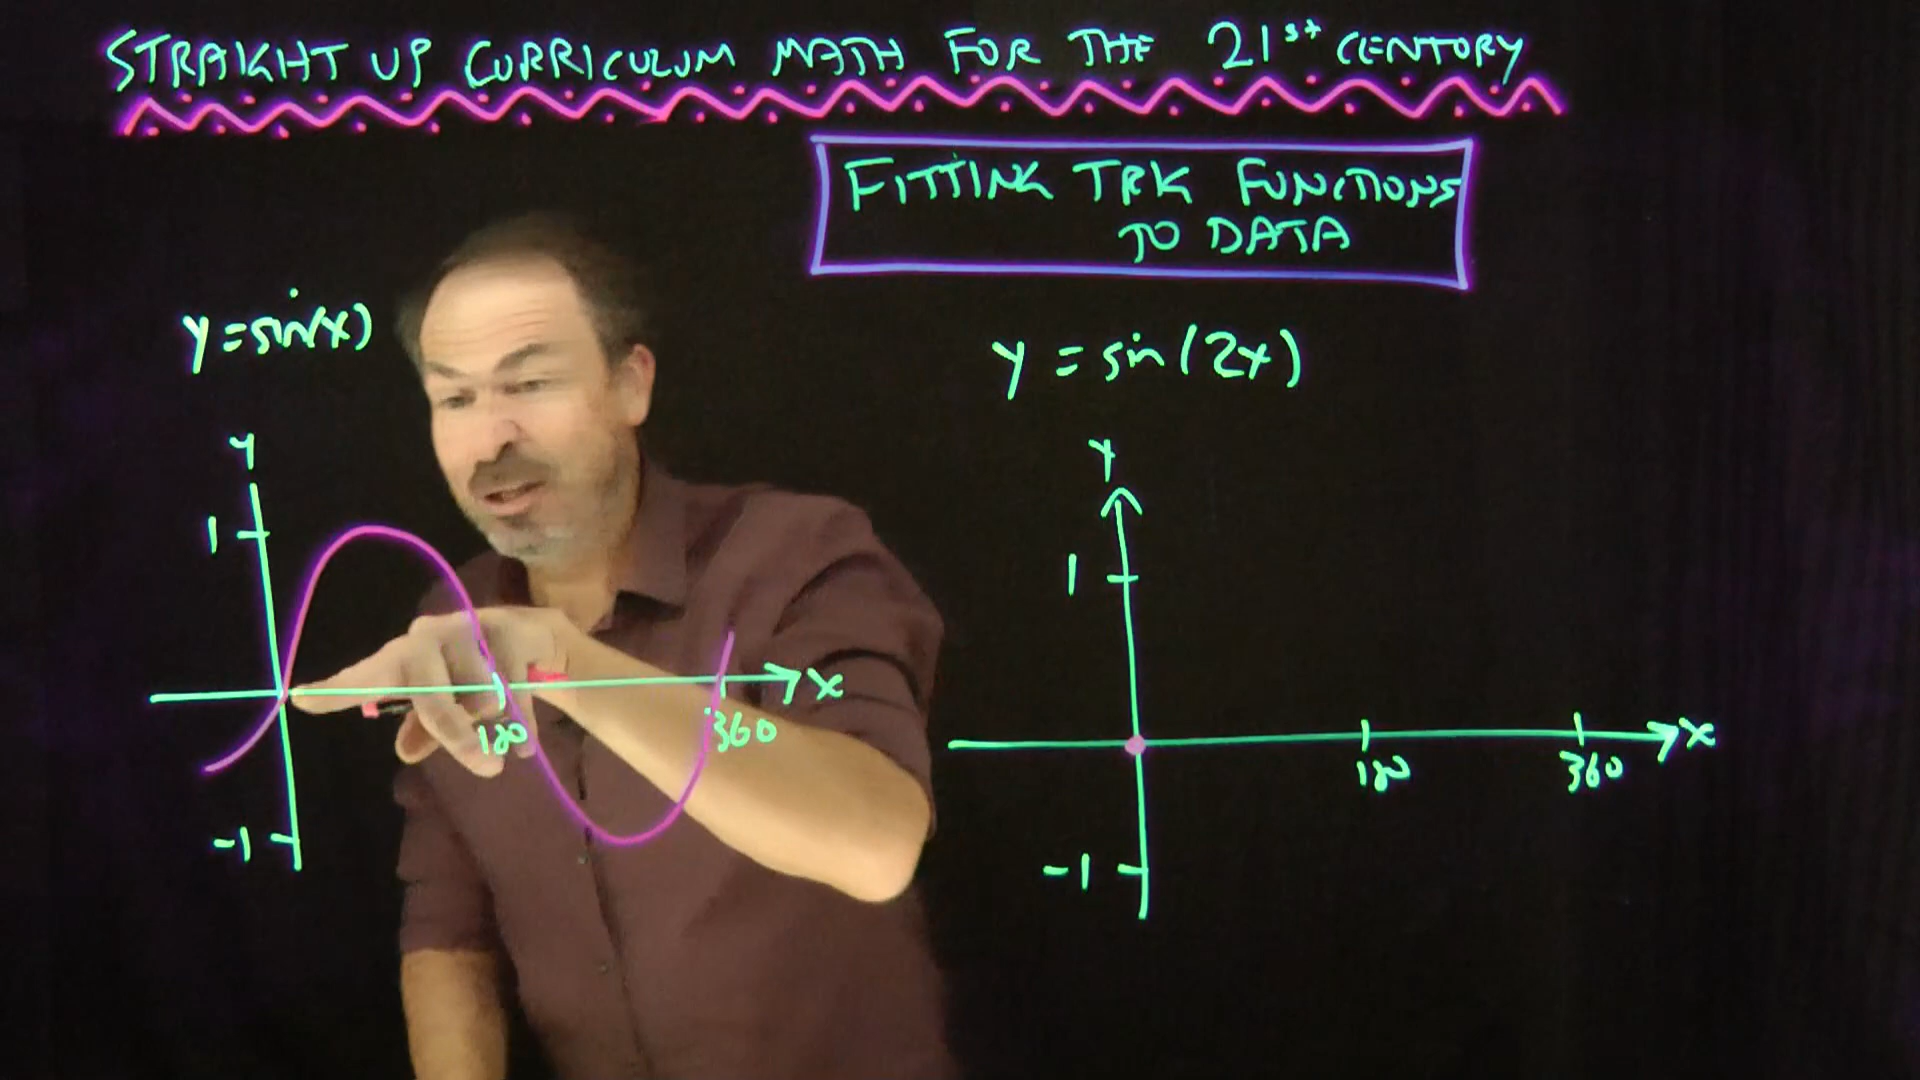 STRAIGHT UP CURRICULUM MATH FOR THE 21st CENTURY
FITTING TRIG FUNCTIONS
TO DATA
y=sin(x)
y = sin(2x)
Y
1
X
180
360
-1
Y
1
X
180
360
-1